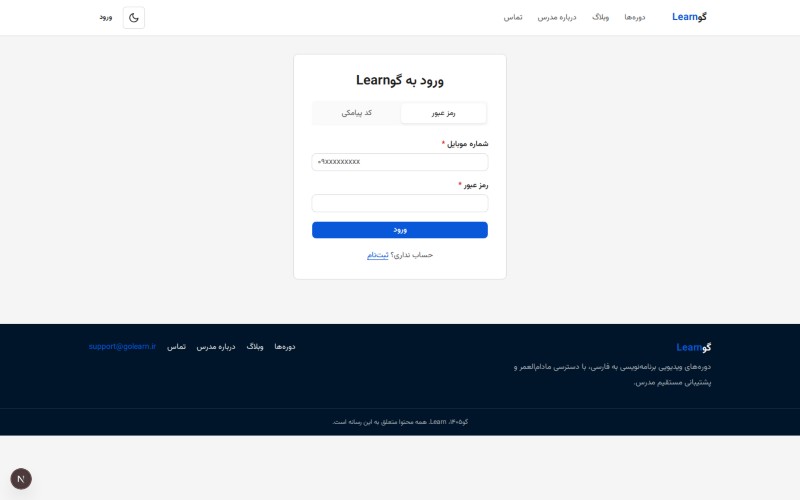 گوLearn
دوره‌ها
وبلاگ
درباره مدرس
تماس
ورود
ورود به گوLearn
رمز عبور
کد پیامکی
شماره موبایل *
۰۹xxxxxxxxx
رمز عبور *
ورود
حساب نداری؟ ثبت‌نام
گوLearn
دوره‌های ویدیویی برنامه‌نویسی به فارسی، با دسترسی مادام‌العمر و
پشتیبانی مستقیم مدرس.
دوره‌ها
وبلاگ
درباره مدرس
تماس
support@golearn.ir
گوLearn ،۱۴۰۵. همه محتوا متعلق به این رسانه است.
N